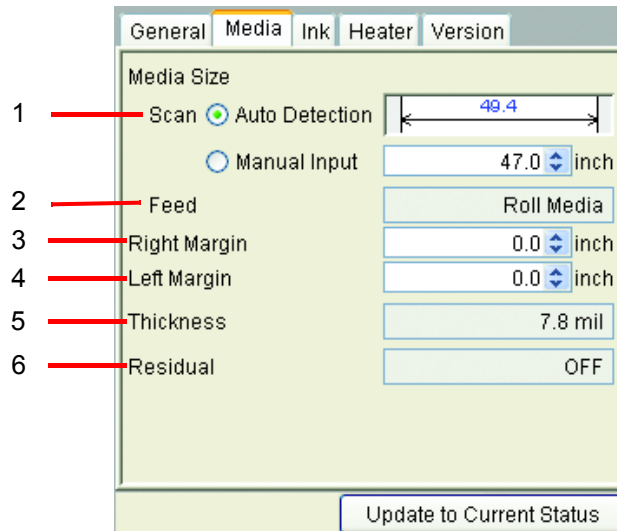 General Media Ink Heater Version
Media Size
1 Scan Auto Detection 49.4
Manual Input 47.0 inch
2 Feed Roll Media
3 Right Margin 0.0 inch
4 Left Margin 0.0 inch
5 Thickness 7.8 mil
6 Residual OFF
Update to Current Status